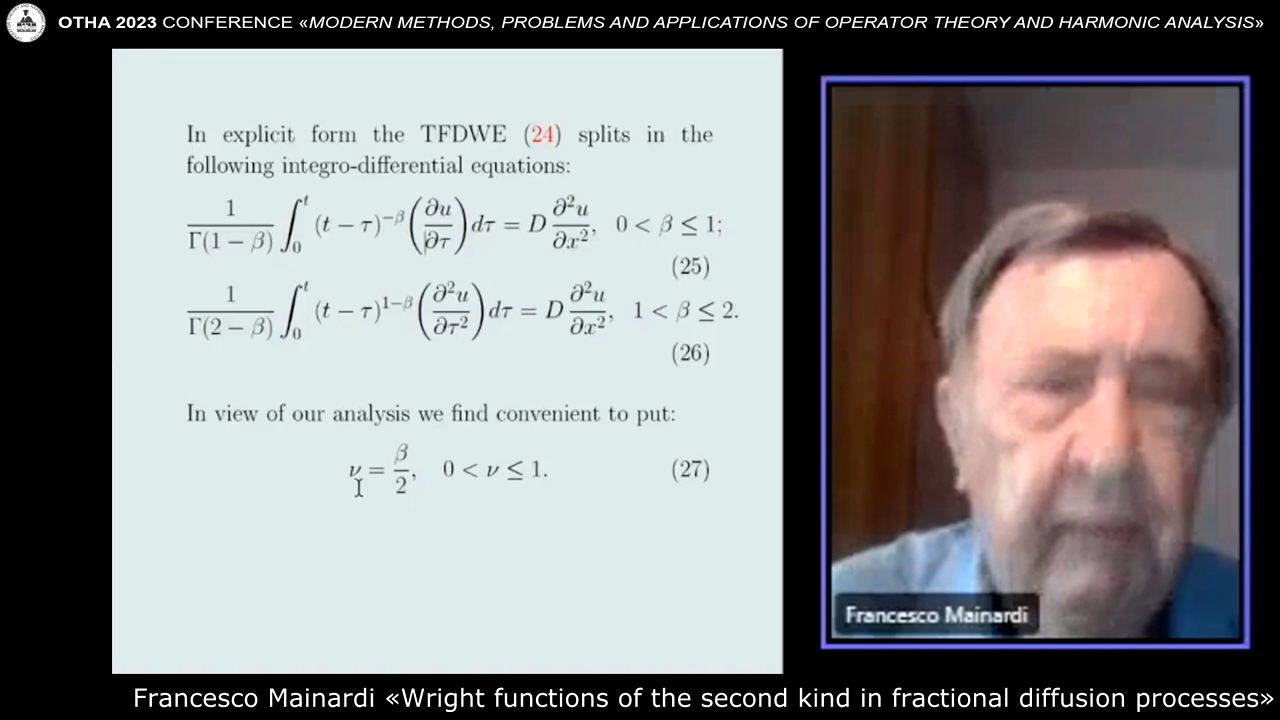 OTHA 2023 CONFERENCE «MODERN METHODS, PROBLEMS AND APPLICATIONS OF OPERATOR THEORY AND HARMONIC ANALYSIS»
In explicit form the TFDWE (24) splits in the
following integro-differential equations:
1/Γ(1 − β) ∫₀ᵗ (t − τ)^{−β} (∂u/∂τ) dτ = D ∂²u/∂x², 0 < β ≤ 1;
(25)
1/Γ(2 − β) ∫₀ᵗ (t − τ)^{1−β} (∂²u/∂τ²) dτ = D ∂²u/∂x², 1 < β ≤ 2.
(26)
In view of our analysis we find convenient to put:
ν = β/2, 0 < ν ≤ 1. (27)
Francesco Mainardi
Francesco Mainardi «Wright functions of the second kind in fractional diffusion processes»